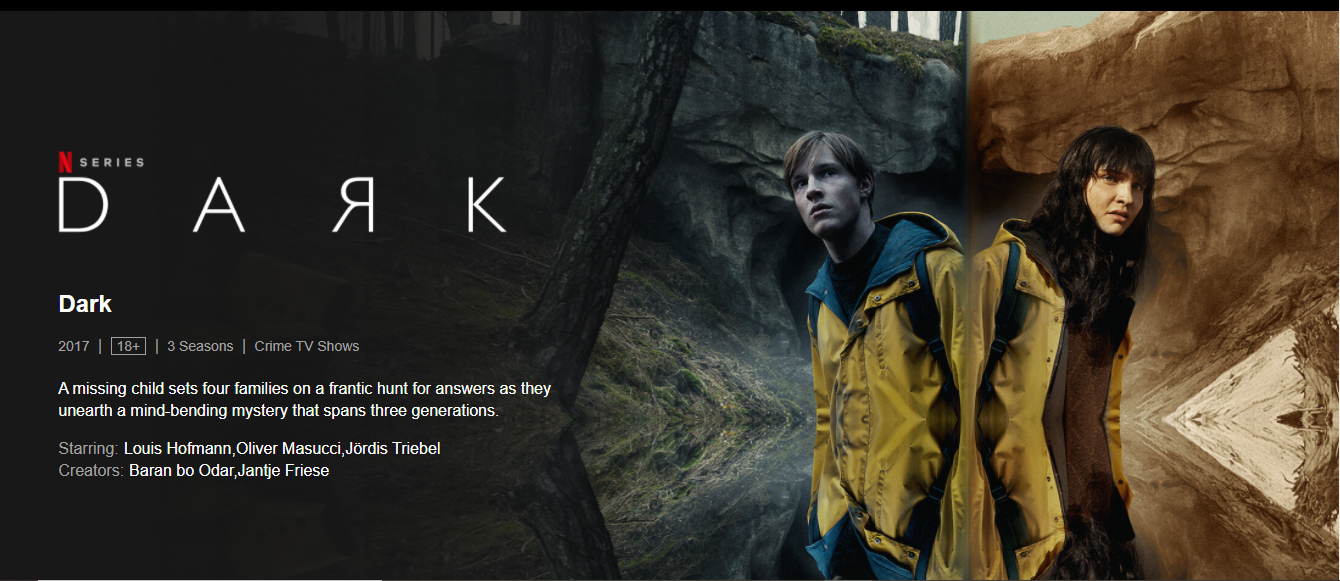 N SERIES
DAЯK
Dark
2017 | 18+ | 3 Seasons | Crime TV Shows
A missing child sets four families on a frantic hunt for answers as they
unearth a mind-bending mystery that spans three generations.
Starring: Louis Hofmann,Oliver Masucci,Jördis Triebel
Creators: Baran bo Odar,Jantje Friese